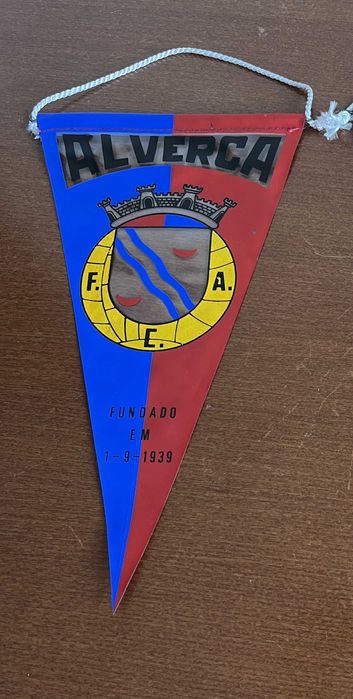 ALVERCA
F. A.
C.
FUNDADO
EM
1-9-1939